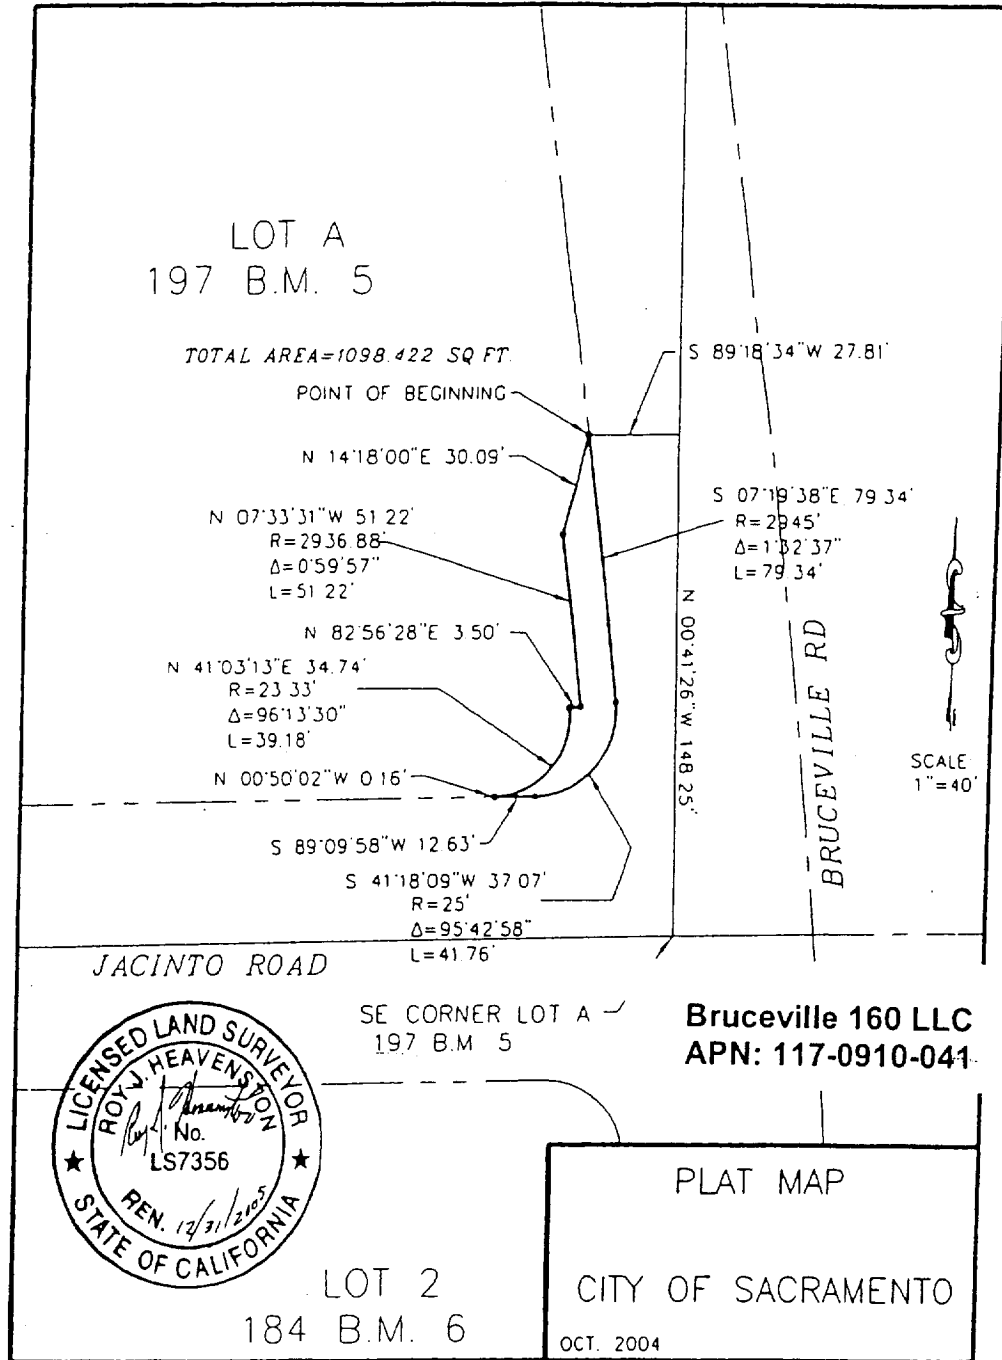 LOT A
197 B.M. 5
TOTAL AREA=1098.422 SQ FT.
POINT OF BEGINNING
S 89°18'34"W 27.81'
N 14°18'00"E 30.09'
S 07°19'38"E 79.34'
R=2945'
Δ=1°32'37"
L=79.34'
N 07°33'31"W 51.22'
R=2936.88'
Δ=0°59'57"
L=51.22'
N 82°56'28"E 3.50'
N 41°03'13"E 34.74'
R=23.33'
Δ=96°13'30"
L=39.18'
N 00°50'02"W 0.16'
N 00°41'26"W 148.25'
BRUCEVILLE RD
SCALE
1"=40'
S 89°09'58"W 12.63'
S 41°18'09"W 37.07'
R=25'
Δ=95°42'58"
L=41.76'
JACINTO ROAD
SE CORNER LOT A
197 B.M 5
Bruceville 160 LLC
APN: 117-0910-041
LICENSED LAND SURVEYOR
ROY J. HEAVENSTON
No.
LS7356
REN. 12/31/2005
STATE OF CALIFORNIA
LOT 2
184 B.M. 6
PLAT MAP
CITY OF SACRAMENTO
OCT. 2004